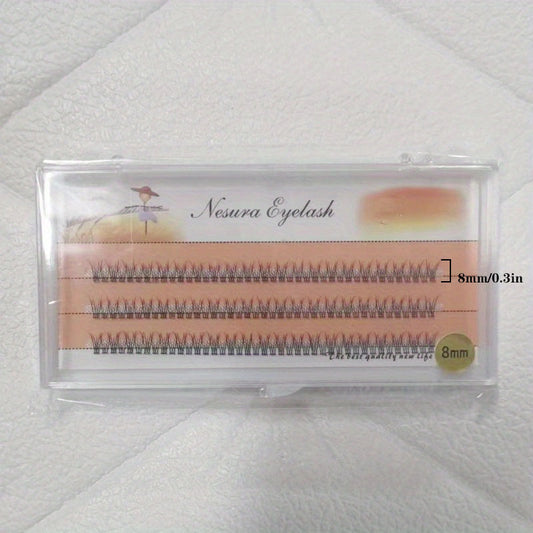 Nesura Eyelash
8mm/0.3in
8mm
The best quality new life